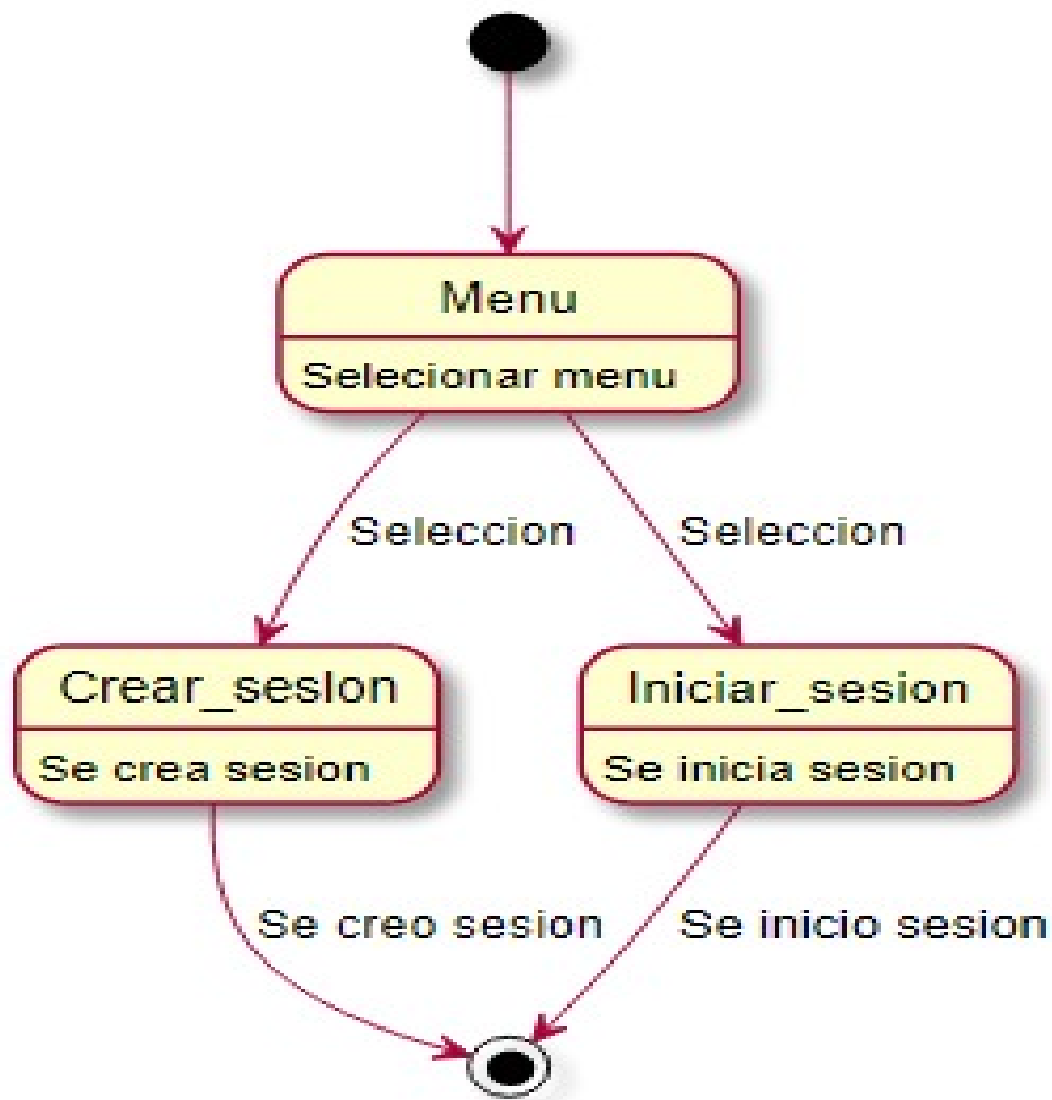 Menu
Selecionar menu
Seleccion
Seleccion
Crear_sesion
Iniciar_sesion
Se crea sesion
Se inicia sesion
Se creo sesion
Se inicio sesion